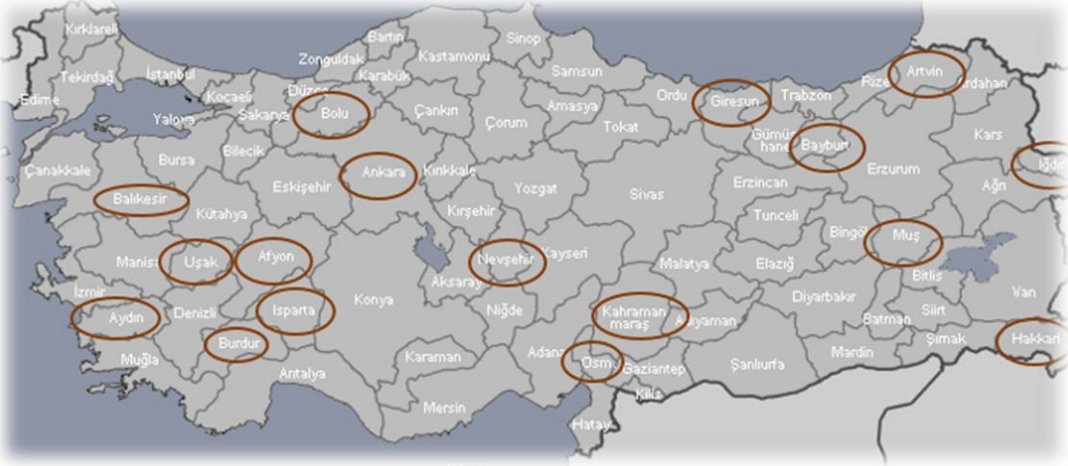 Kırklareli
Bartın
Sinop
Zonguldak
Kastamonu
Karabük
Samsun
Artvin
Tekirdağ
İstanbul
Rize
Ardahan
Edirne
Kocaeli
Düzce
Sakarya
Bolu
Çankırı
Amasya
Ordu
Giresun
Trabzon
Yalova
Çorum
Tokat
Gümüş
hane
Bayburt
Kars
Iğdır
Çanakkale
Bursa
Bilecik
Eskişehir
Ankara
Kırıkkale
Yozgat
Sivas
Erzincan
Erzurum
Ağrı
Balıkesir
Kütahya
Kırşehir
Tunceli
Bingöl
Muş
Manisa
Uşak
Afyon
Nevşehir
Kayseri
Malatya
Elazığ
Bitlis
Van
İzmir
Aksaray
Aydın
Denizli
Isparta
Konya
Niğde
Kahraman
maraş
Adıyaman
Diyarbakır
Batman
Siirt
Muğla
Burdur
Antalya
Karaman
Adana
Osm
Gaziantep
Şanlıurfa
Mardin
Şırnak
Hakkari
Mersin
Kilis
Hatay